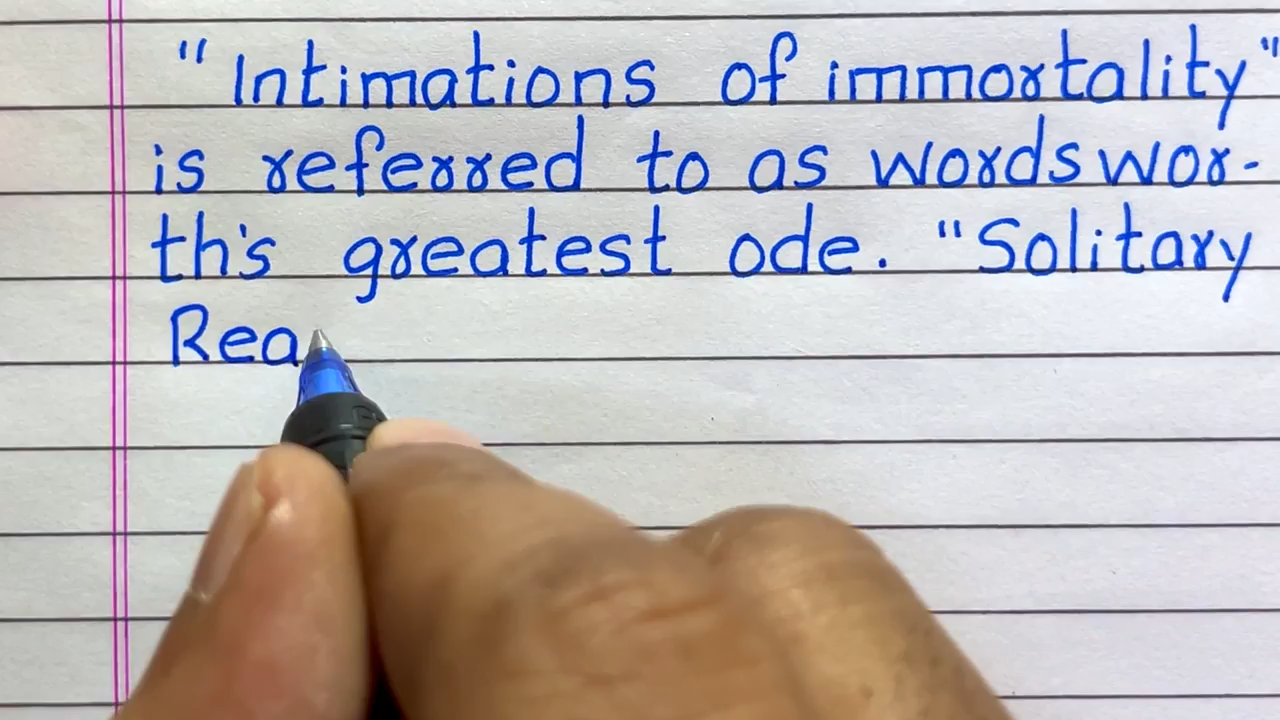 "Intimations of immortality"
is referred to as wordswor-
th's greatest ode. "Solitary
Rea